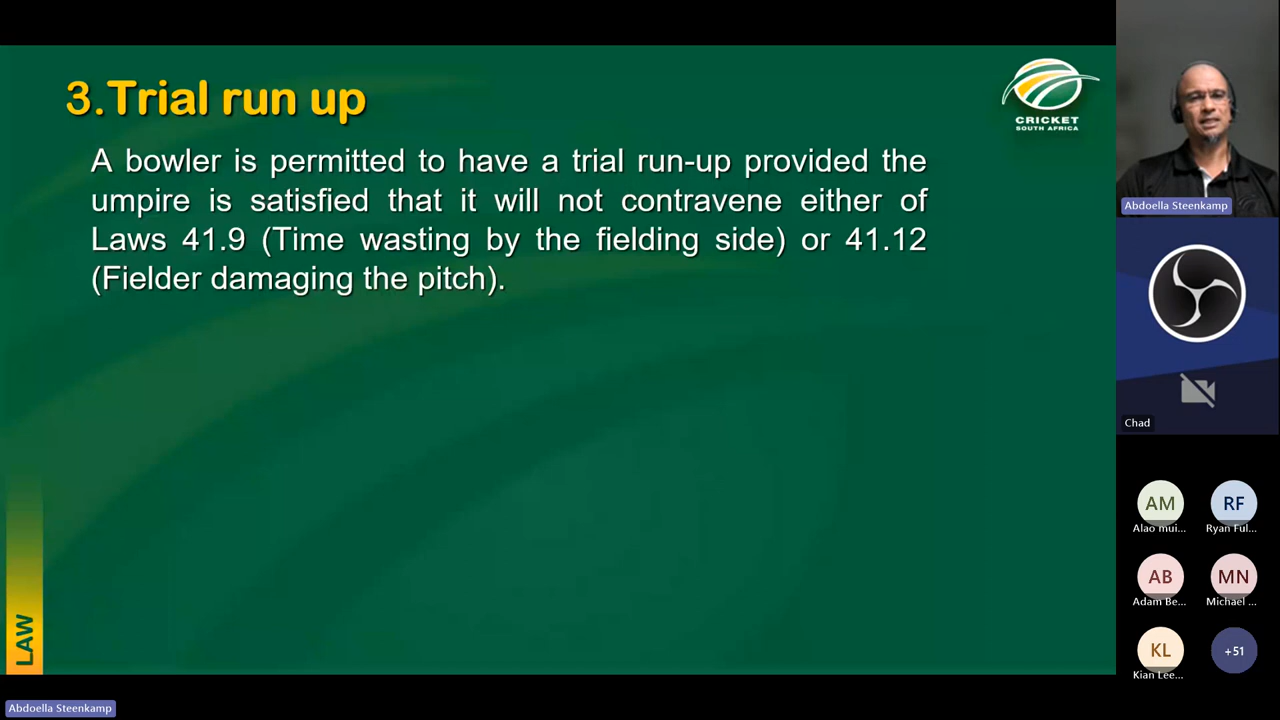 3.Trial run up
CRICKET
SOUTH AFRICA
A bowler is permitted to have a trial run-up provided the
umpire is satisfied that it will not contravene either of
Laws 41.9 (Time wasting by the fielding side) or 41.12
(Fielder damaging the pitch).
LAW
Abdoella Steenkamp
Abdoella Steenkamp
Chad
AM
RF
Alao mui...
Ryan Ful...
AB
MN
Adam Be...
Michael ...
KL
+51
Kian Lee...